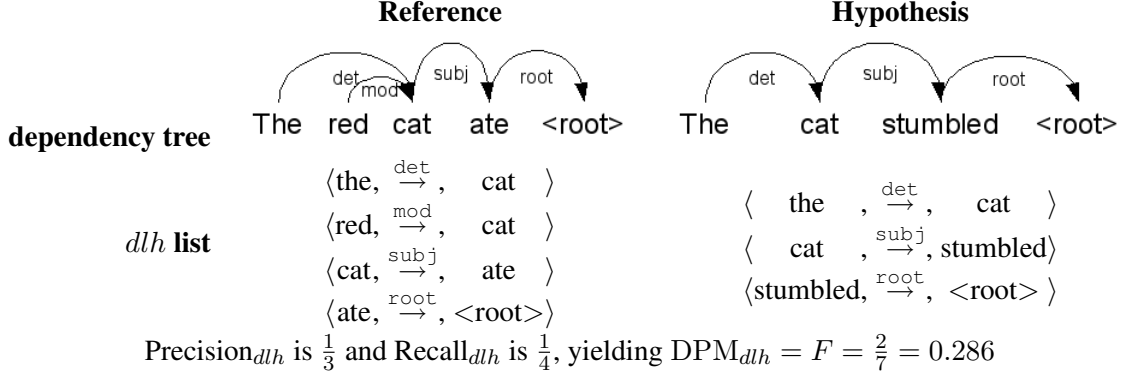 Reference Hypothesis
det mod subj root det subj root
The red cat ate <root> The cat stumbled <root>
dependency tree
⟨the, det→, cat ⟩
⟨red, mod→, cat ⟩
⟨cat, subj→, ate ⟩
⟨ate, root→, <root>⟩
⟨ the , det→, cat ⟩
⟨ cat , subj→, stumbled⟩
⟨stumbled, root→, <root> ⟩
dlh list
Precision_dlh is 1/3 and Recall_dlh is 1/4, yielding DPM_dlh = F = 2/7 = 0.286